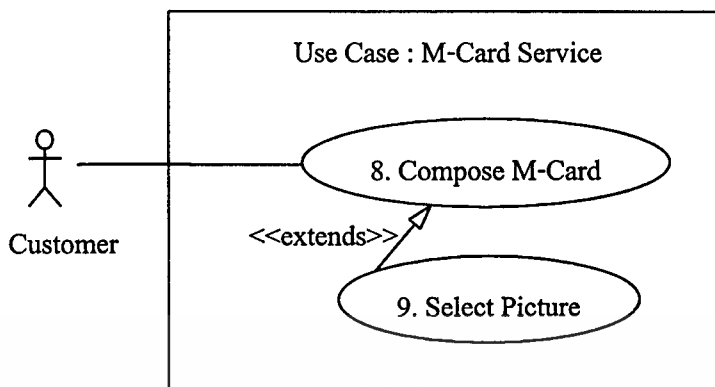 Use Case : M-Card Service
8. Compose M-Card
<<extends>>
Customer
9. Select Picture